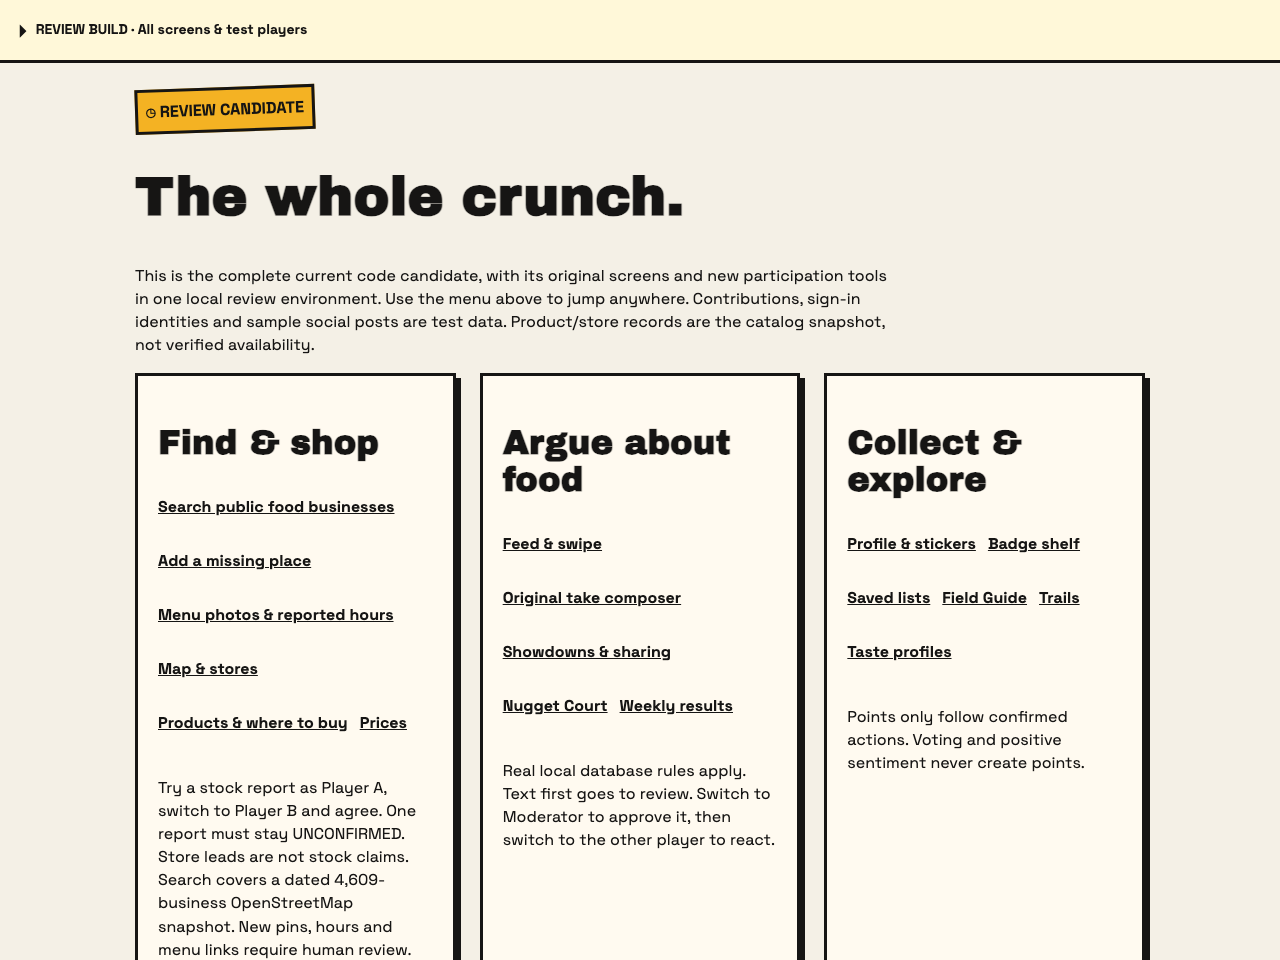 REVIEW BUILD · All screens & test players
◷ REVIEW CANDIDATE
The whole crunch.
This is the complete current code candidate, with its original screens and new participation tools
in one local review environment. Use the menu above to jump anywhere. Contributions, sign-in
identities and sample social posts are test data. Product/store records are the catalog snapshot,
not verified availability.
Find & shop
Search public food businesses
Add a missing place
Menu photos & reported hours
Map & stores
Products & where to buy Prices
Try a stock report as Player A,
switch to Player B and agree. One
report must stay UNCONFIRMED.
Store leads are not stock claims.
Search covers a dated 4,609-
business OpenStreetMap
snapshot. New pins, hours and
menu links require human review.
Argue about
food
Feed & swipe
Original take composer
Showdowns & sharing
Nugget Court Weekly results
Real local database rules apply.
Text first goes to review. Switch to
Moderator to approve it, then
switch to the other player to react.
Collect &
explore
Profile & stickers Badge shelf
Saved lists Field Guide Trails
Taste profiles
Points only follow confirmed
actions. Voting and positive
sentiment never create points.